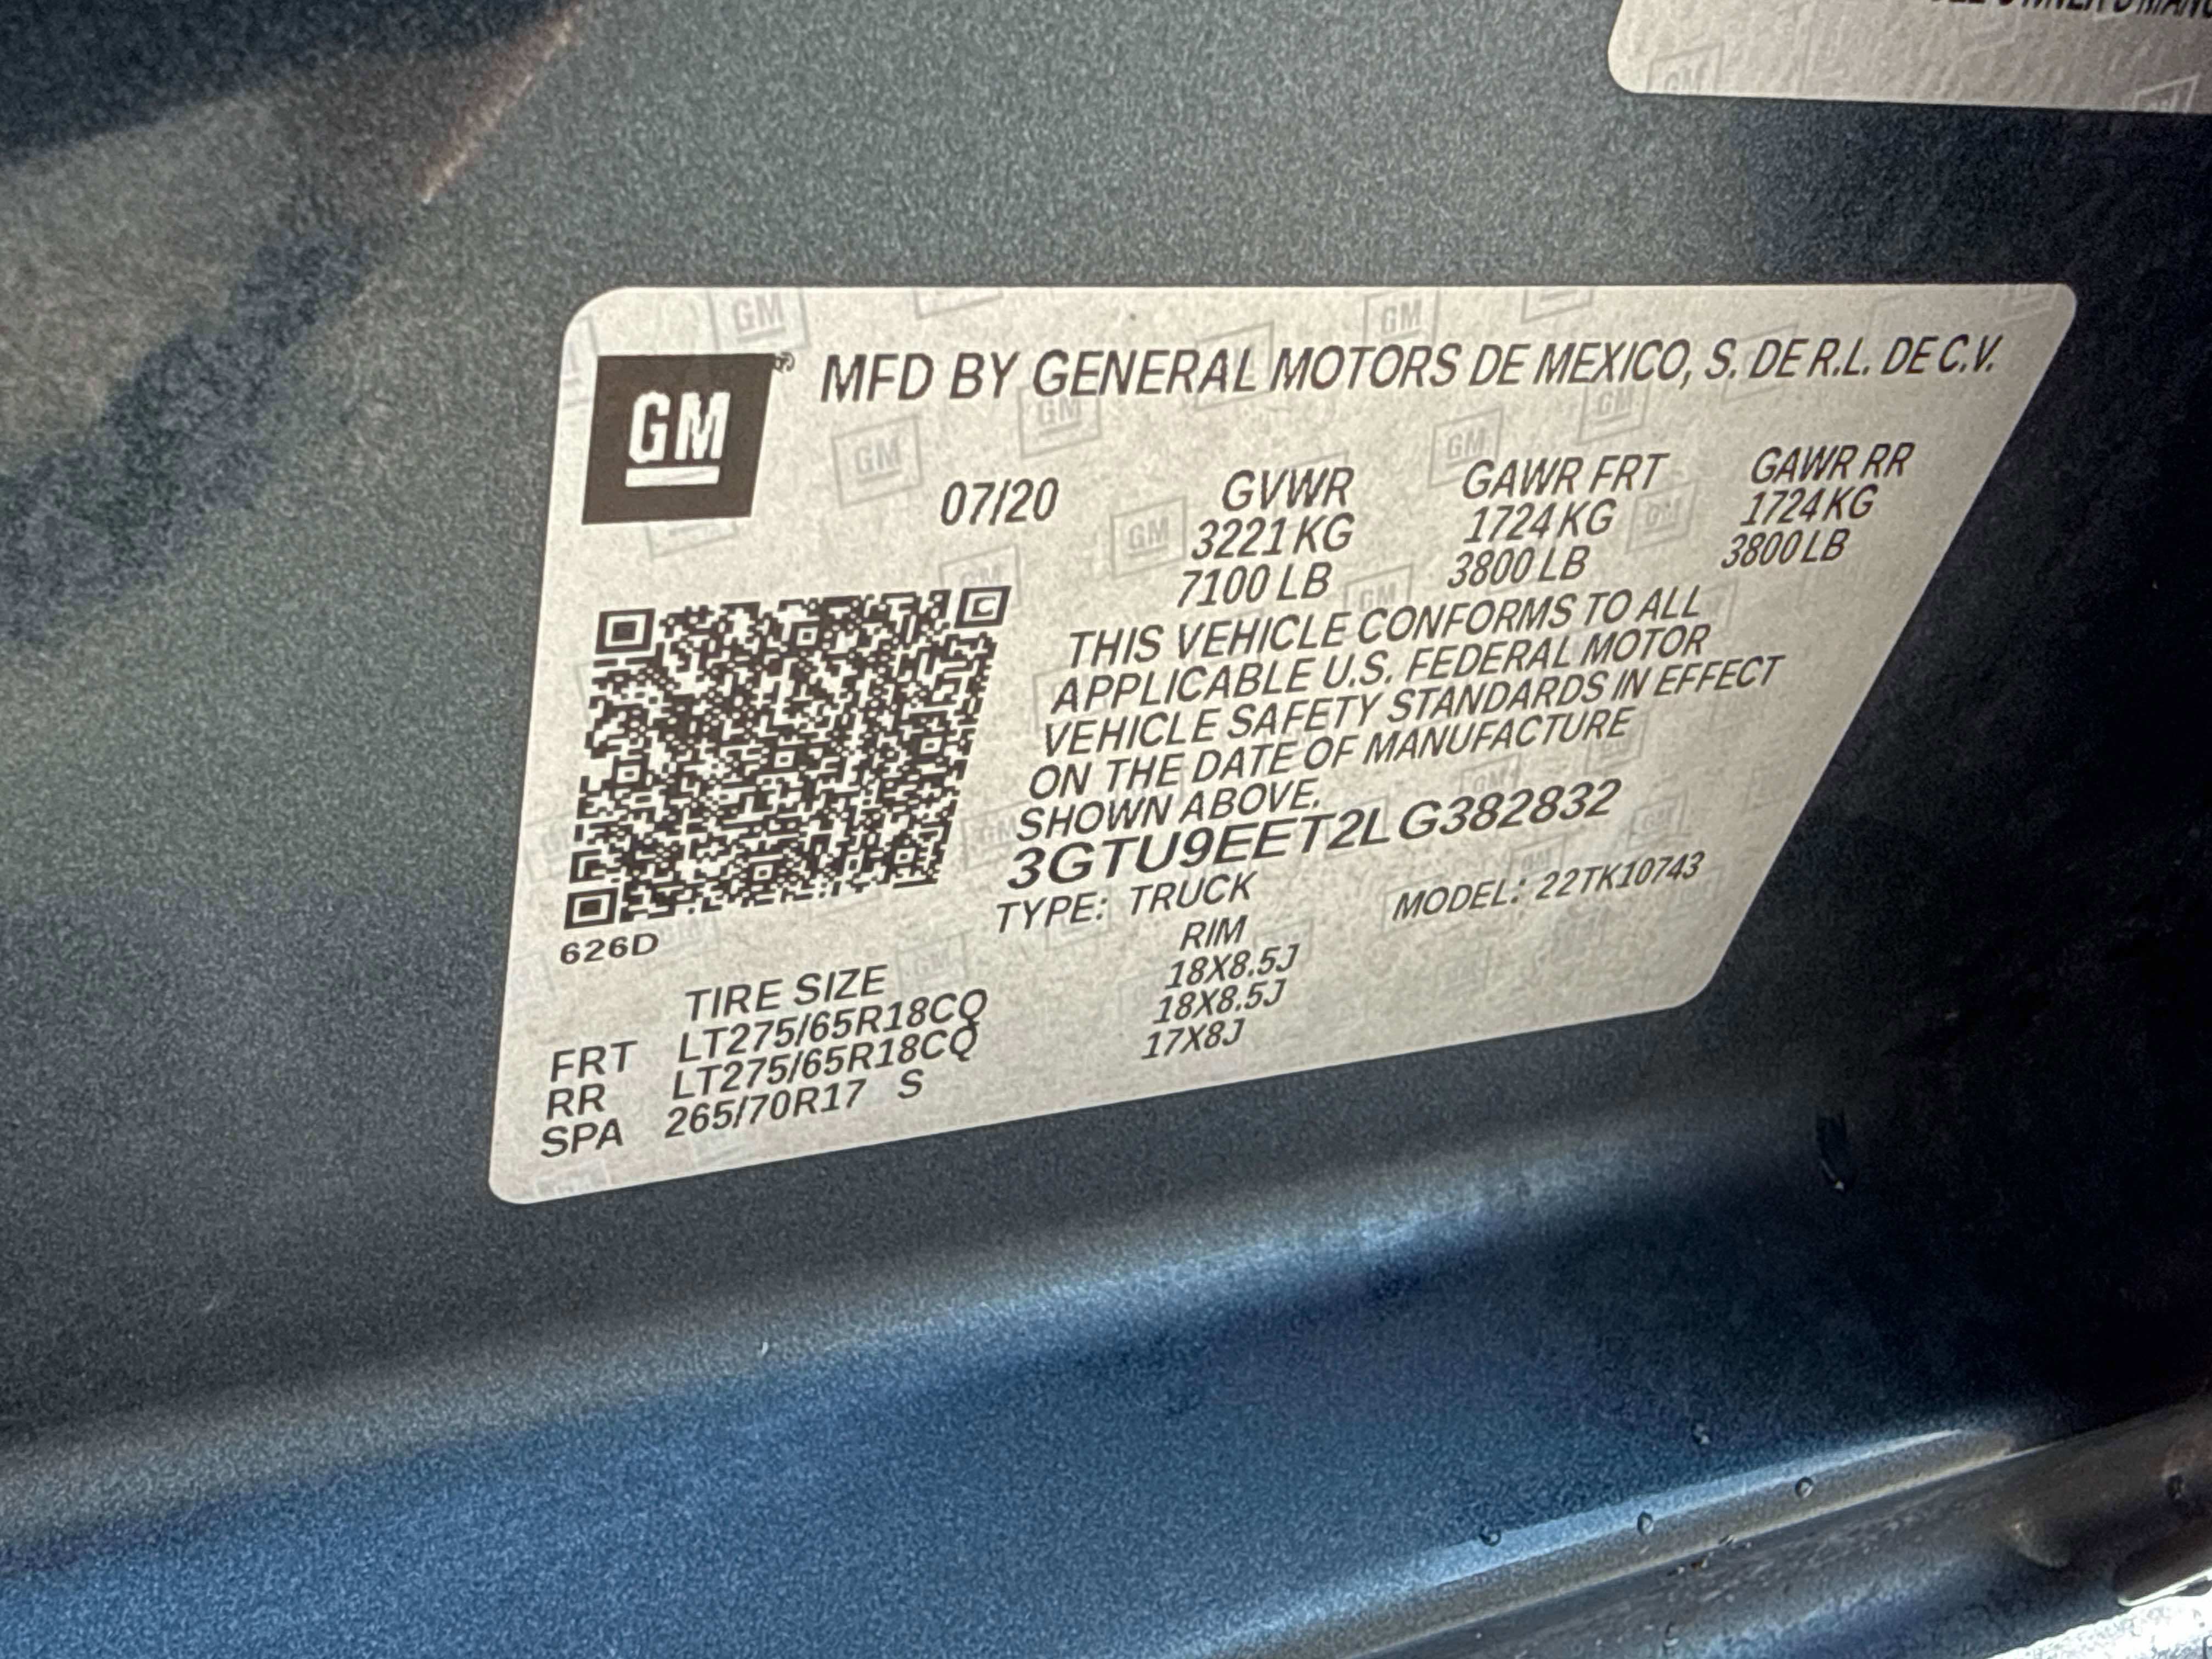 OWNER'S MANU
GM
MFD BY GENERAL MOTORS DE MEXICO, S. DE R.L. DE C.V.
07/20 GVWR GAWR FRT GAWR RR
3221 KG 1724 KG 1724 KG
7100 LB 3800 LB 3800 LB
THIS VEHICLE CONFORMS TO ALL
APPLICABLE U.S. FEDERAL MOTOR
VEHICLE SAFETY STANDARDS IN EFFECT
ON THE DATE OF MANUFACTURE
SHOWN ABOVE.
3GTU9EET2LG382832
TYPE: TRUCK MODEL: 22TK10743
626D
TIRE SIZE RIM
FRT LT275/65R18CQ 18X8.5J
RR LT275/65R18CQ 18X8.5J
SPA 265/70R17 S 17X8J